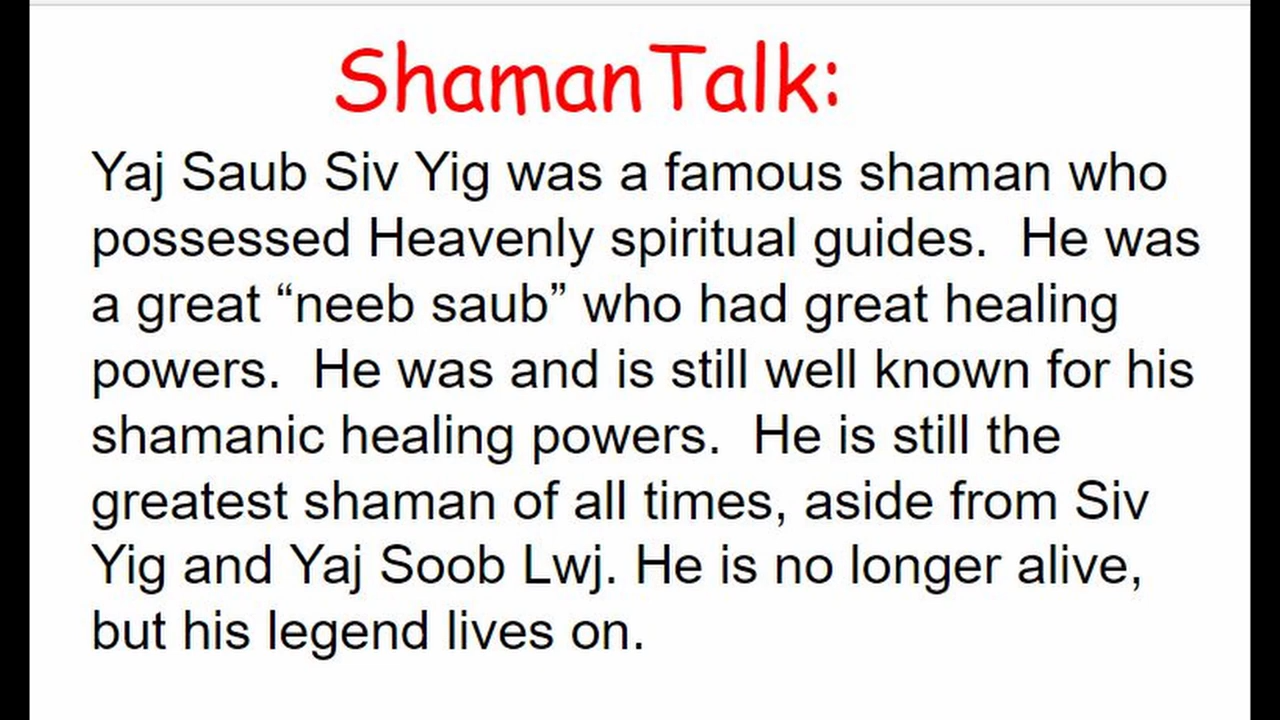 ShamanTalk:
Yaj Saub Siv Yig was a famous shaman who
possessed Heavenly spiritual guides.  He was
a great “neeb saub” who had great healing
powers.  He was and is still well known for his
shamanic healing powers.  He is still the
greatest shaman of all times, aside from Siv
Yig and Yaj Soob Lwj. He is no longer alive,
but his legend lives on.